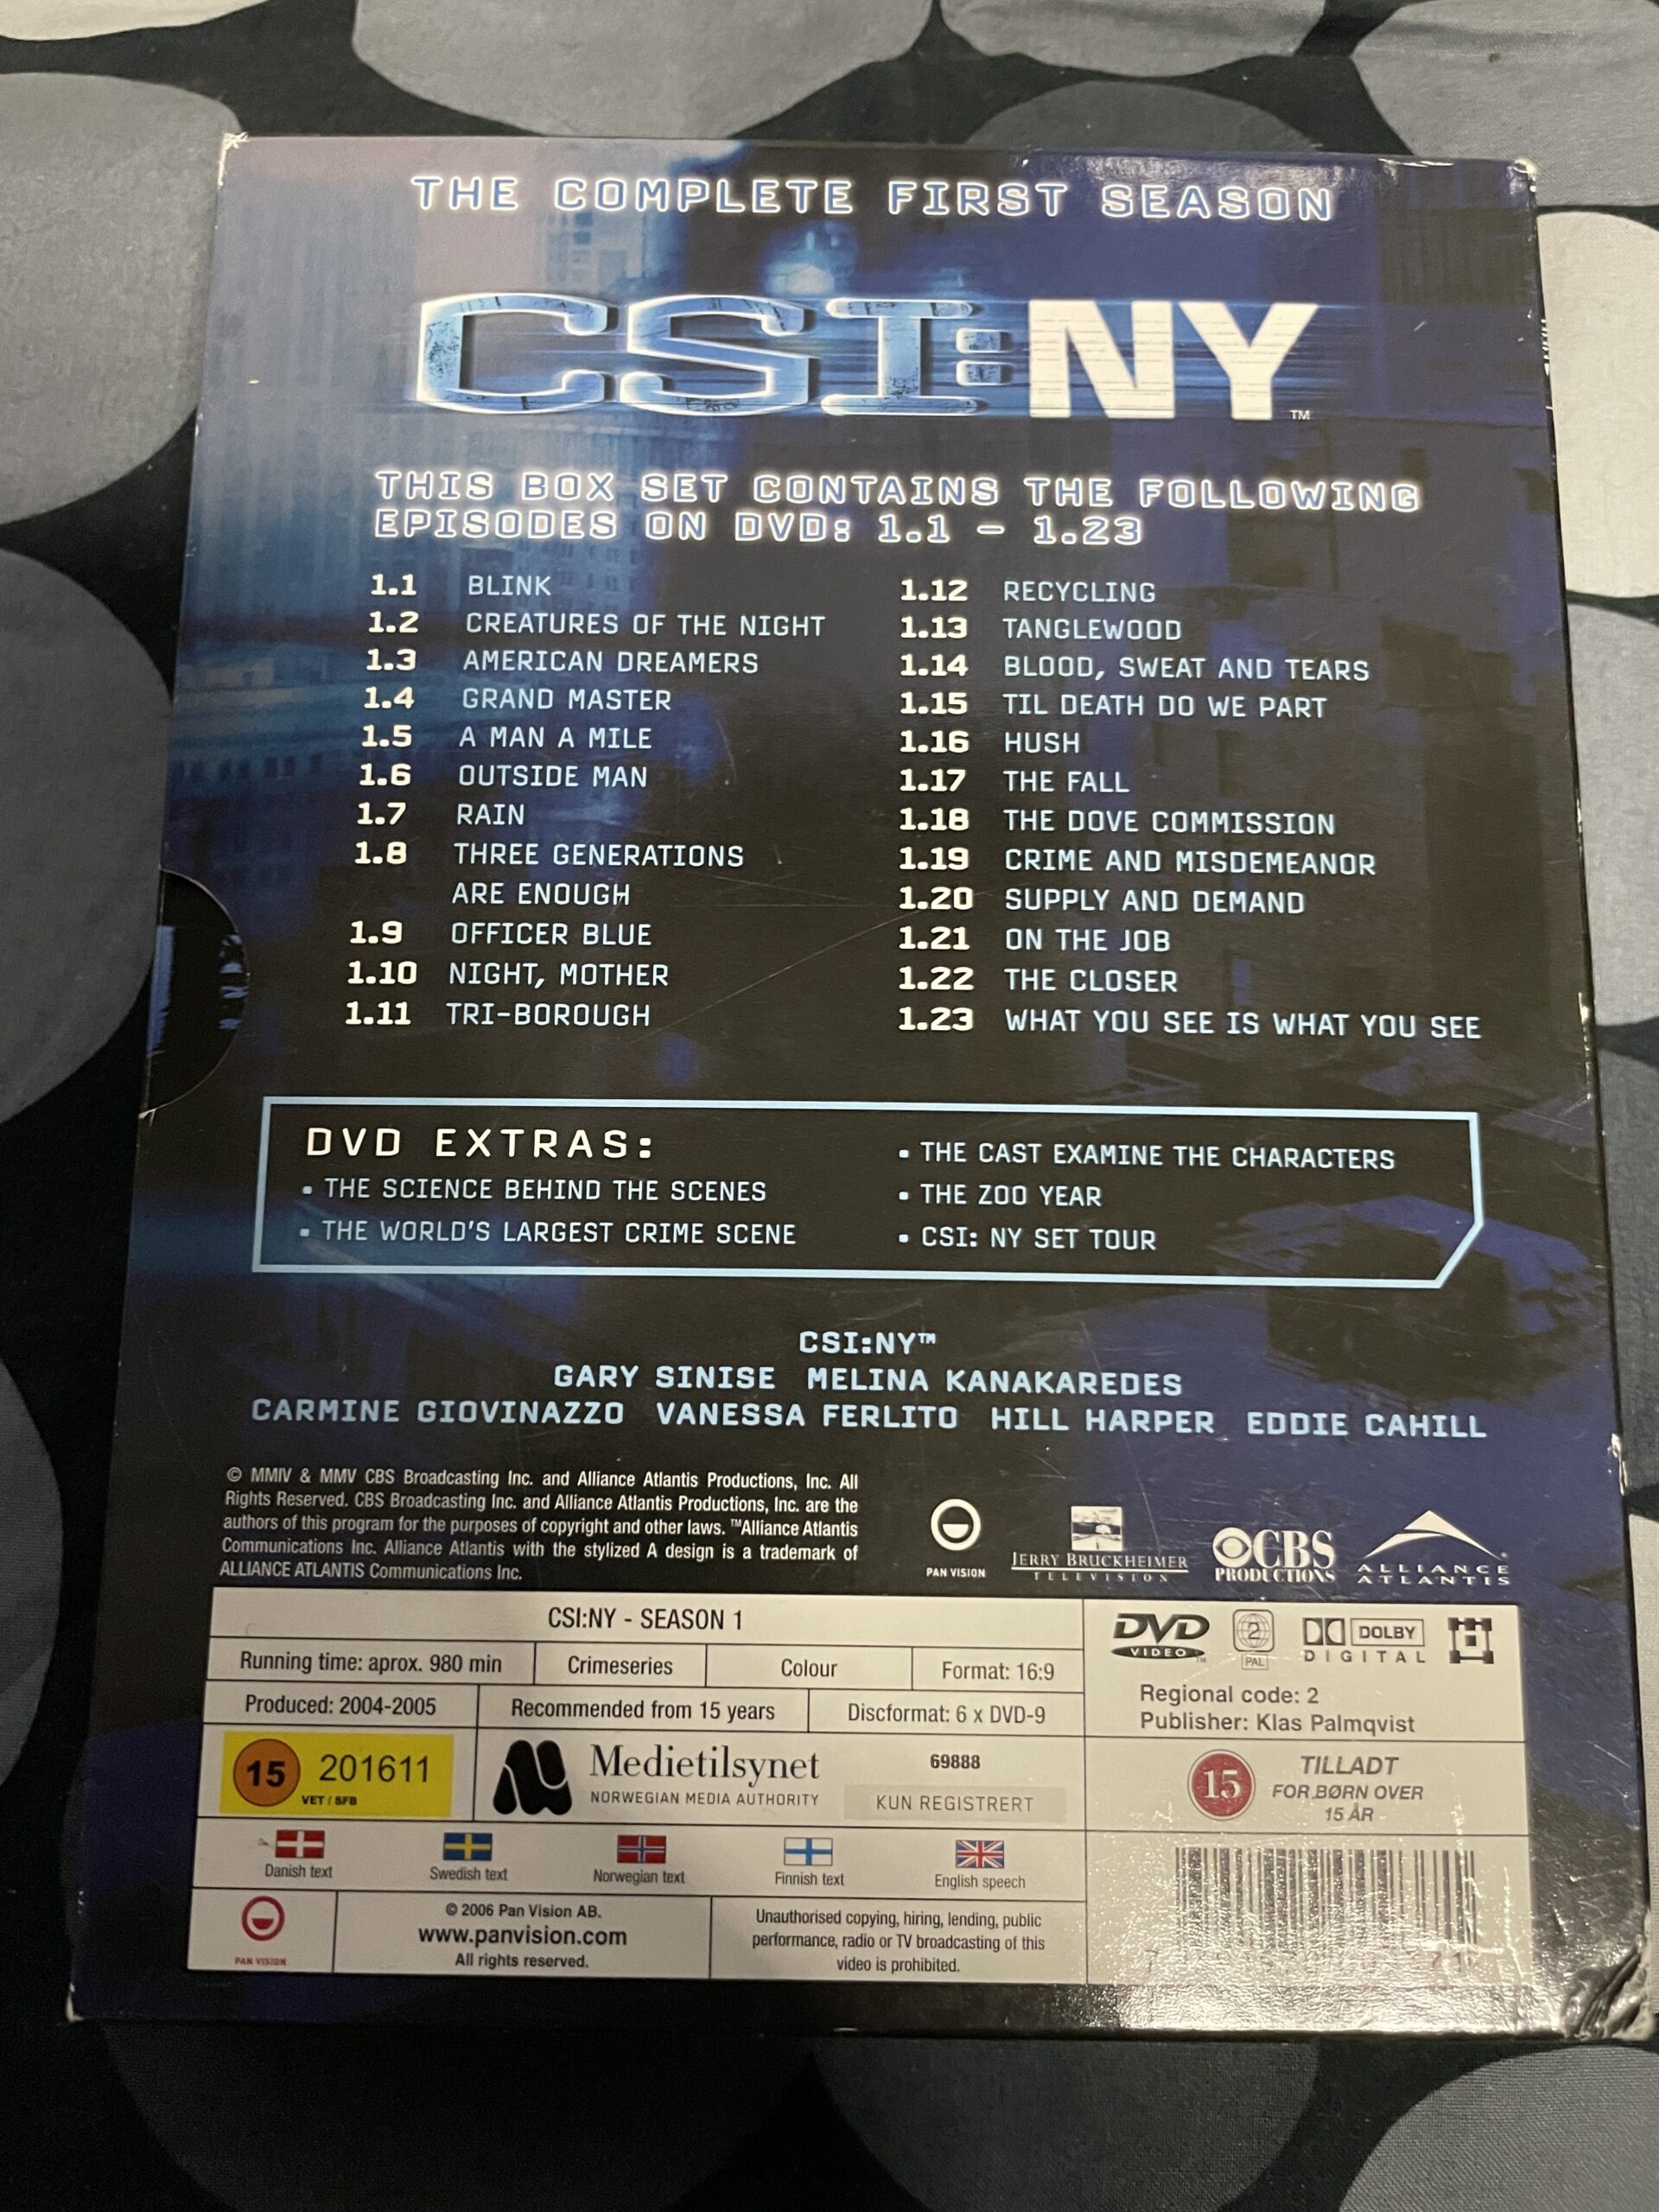 THE COMPLETE FIRST SEASON
CSI:NY™
THIS BOX SET CONTAINS THE FOLLOWING
EPISODES ON DVD: 1.1 – 1.23
1.1 BLINK
1.2 CREATURES OF THE NIGHT
1.3 AMERICAN DREAMERS
1.4 GRAND MASTER
1.5 A MAN A MILE
1.6 OUTSIDE MAN
1.7 RAIN
1.8 THREE GENERATIONS
ARE ENOUGH
1.9 OFFICER BLUE
1.10 NIGHT, MOTHER
1.11 TRI-BOROUGH
1.12 RECYCLING
1.13 TANGLEWOOD
1.14 BLOOD, SWEAT AND TEARS
1.15 TIL DEATH DO WE PART
1.16 HUSH
1.17 THE FALL
1.18 THE DOVE COMMISSION
1.19 CRIME AND MISDEMEANOR
1.20 SUPPLY AND DEMAND
1.21 ON THE JOB
1.22 THE CLOSER
1.23 WHAT YOU SEE IS WHAT YOU SEE
DVD EXTRAS:
• THE SCIENCE BEHIND THE SCENES
• THE WORLD'S LARGEST CRIME SCENE
• THE CAST EXAMINE THE CHARACTERS
• THE ZOO YEAR
• CSI: NY SET TOUR
CSI:NY™
GARY SINISE MELINA KANAKAREDES
CARMINE GIOVINAZZO VANESSA FERLITO HILL HARPER EDDIE CAHILL
© MMIV & MMV CBS Broadcasting Inc. and Alliance Atlantis Productions, Inc. All
Rights Reserved. CBS Broadcasting Inc. and Alliance Atlantis Productions, Inc. are the
authors of this program for the purposes of copyright and other laws. ™Alliance Atlantis
Communications Inc. Alliance Atlantis with the stylized A design is a trademark of
ALLIANCE ATLANTIS Communications Inc.
PAN VISION
JERRY BRUCKHEIMER
TELEVISION
CBS
PRODUCTIONS
ALLIANCE
ATLANTIS
CSI:NY - SEASON 1
Running time: aprox. 980 min
Crimeseries
Colour
Format: 16:9
Produced: 2004-2005
Recommended from 15 years
Discformat: 6 x DVD-9
DVD
VIDEO™
2
PAL
DOLBY
DIGITAL
Regional code: 2
Publisher: Klas Palmqvist
15 201611
VET / SFB
Medietilsynet
NORWEGIAN MEDIA AUTHORITY
69888
KUN REGISTRERT
15
TILLADT
FOR BØRN OVER
15 ÅR
Danish text
Swedish text
Norwegian text
Finnish text
English speech
PAN VISION
© 2006 Pan Vision AB.
www.panvision.com
All rights reserved.
Unauthorised copying, hiring, lending, public
performance, radio or TV broadcasting of this
video is prohibited.